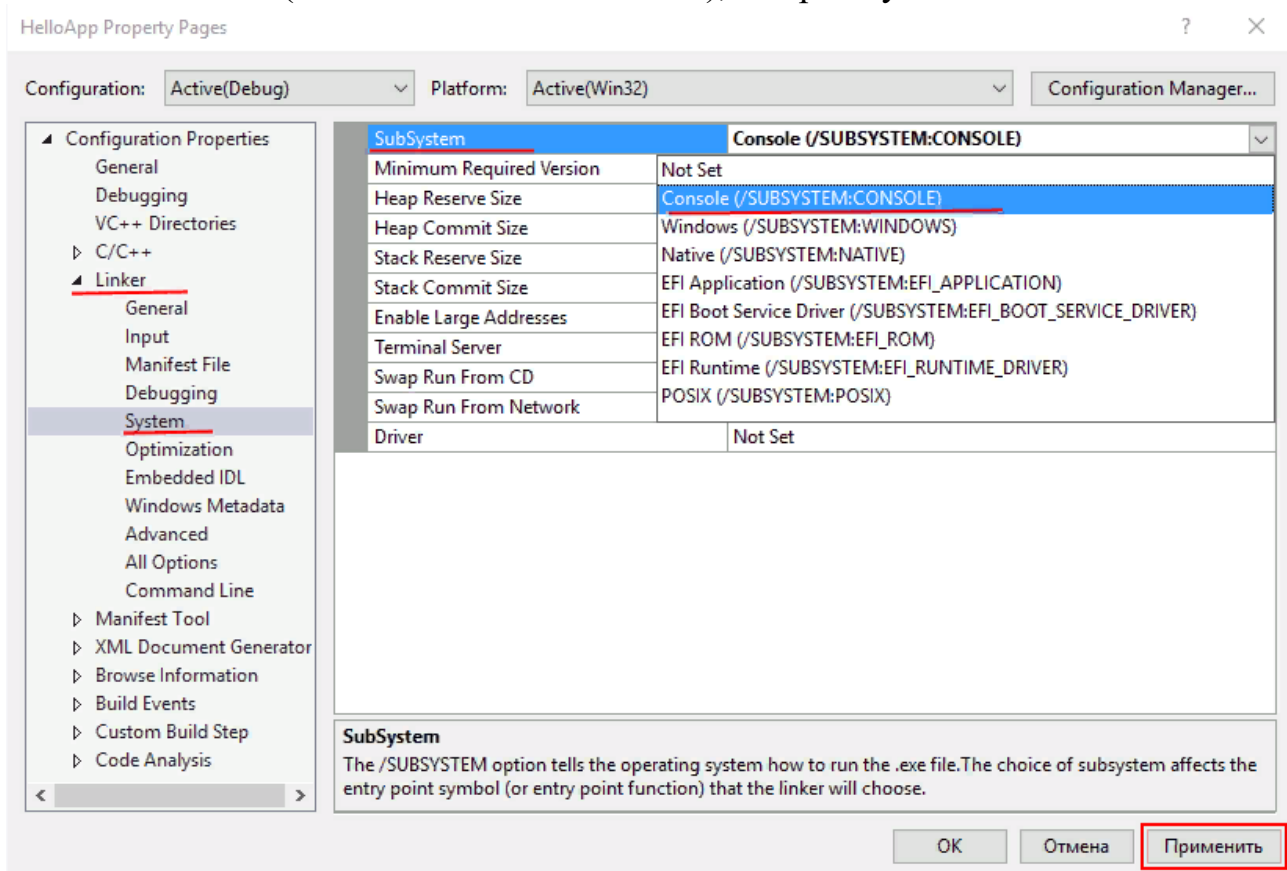 HelloApp Property Pages ?
Configuration: Active(Debug) Platform: Active(Win32) Configuration Manager...
Configuration Properties
General
Debugging
VC++ Directories
C/C++
Linker
General
Input
Manifest File
Debugging
System
Optimization
Embedded IDL
Windows Metadata
Advanced
All Options
Command Line
Manifest Tool
XML Document Generator
Browse Information
Build Events
Custom Build Step
Code Analysis
SubSystem Console (/SUBSYSTEM:CONSOLE)
Minimum Required Version
Heap Reserve Size
Heap Commit Size
Stack Reserve Size
Stack Commit Size
Enable Large Addresses
Terminal Server
Swap Run From CD
Swap Run From Network
Driver Not Set
Not Set
Console (/SUBSYSTEM:CONSOLE)
Windows (/SUBSYSTEM:WINDOWS)
Native (/SUBSYSTEM:NATIVE)
EFI Application (/SUBSYSTEM:EFI_APPLICATION)
EFI Boot Service Driver (/SUBSYSTEM:EFI_BOOT_SERVICE_DRIVER)
EFI ROM (/SUBSYSTEM:EFI_ROM)
EFI Runtime (/SUBSYSTEM:EFI_RUNTIME_DRIVER)
POSIX (/SUBSYSTEM:POSIX)
SubSystem
The /SUBSYSTEM option tells the operating system how to run the .exe file.The choice of subsystem affects the
entry point symbol (or entry point function) that the linker will choose.
OK Отмена Применить